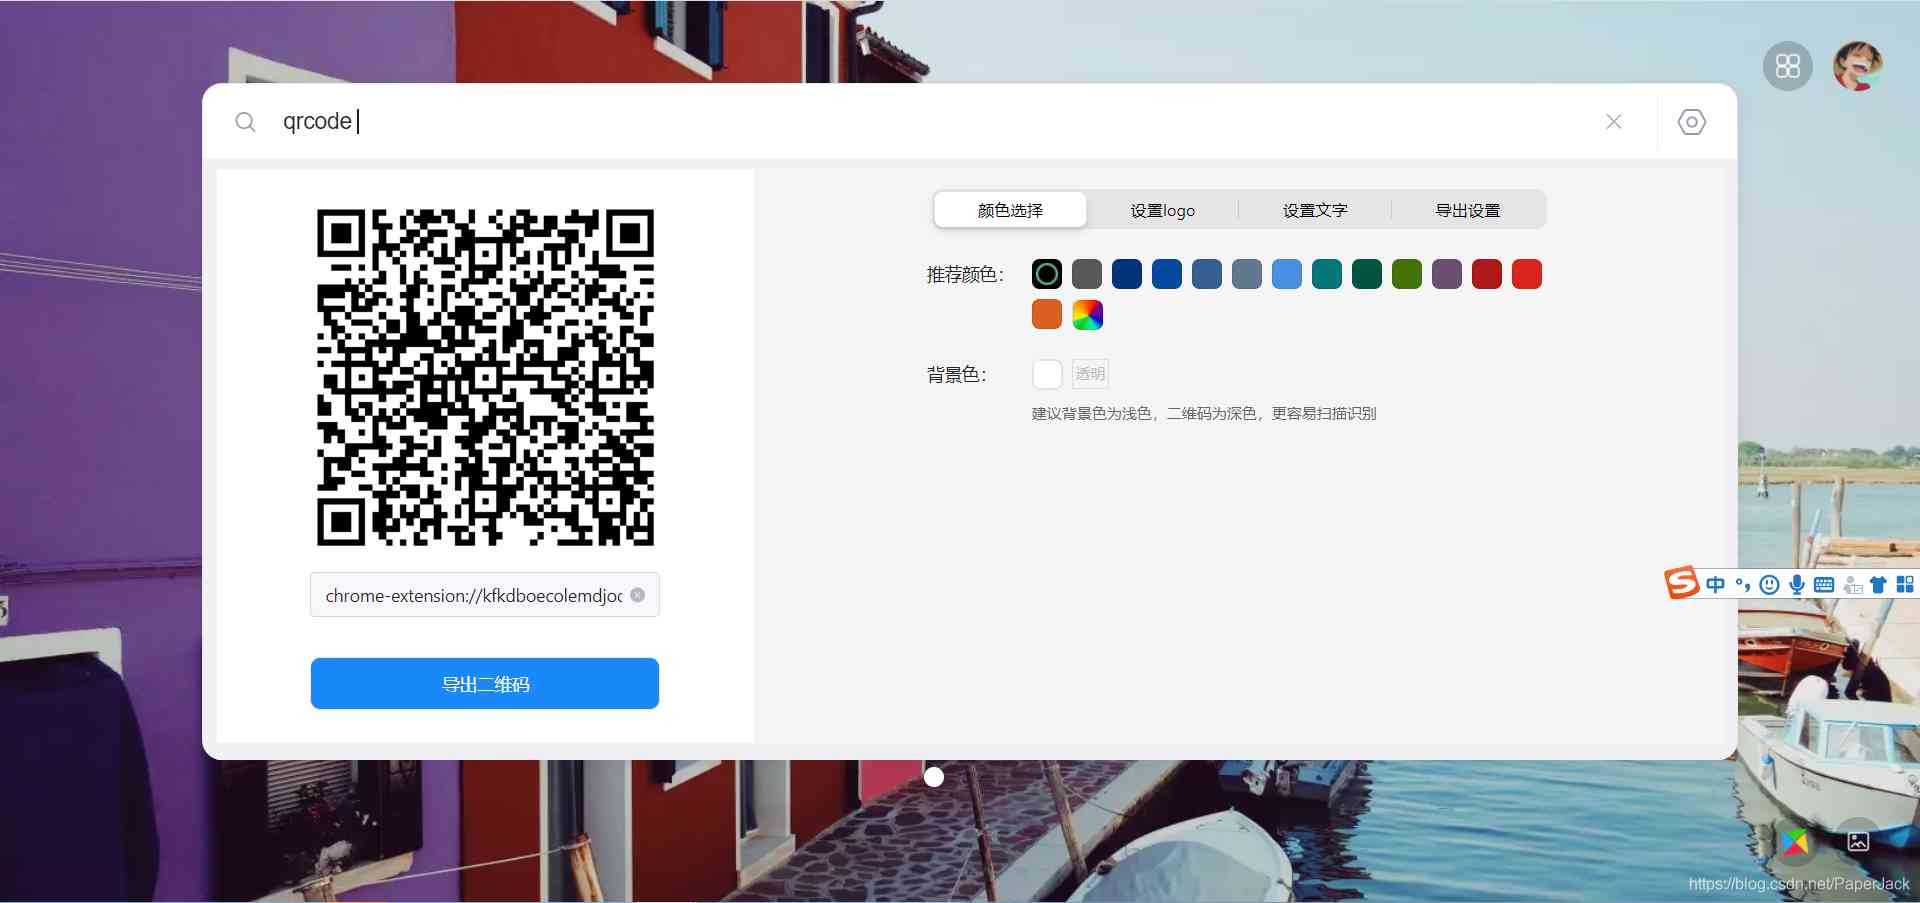 qrcode
颜色选择
设置logo
设置文字
导出设置
推荐颜色:
背景色:
透明
建议背景色为浅色，二维码为深色，更容易扫描识别
chrome-extension://kfkdboecolemdjoc
导出二维码
中
https://blog.csdn.net/PaperJack